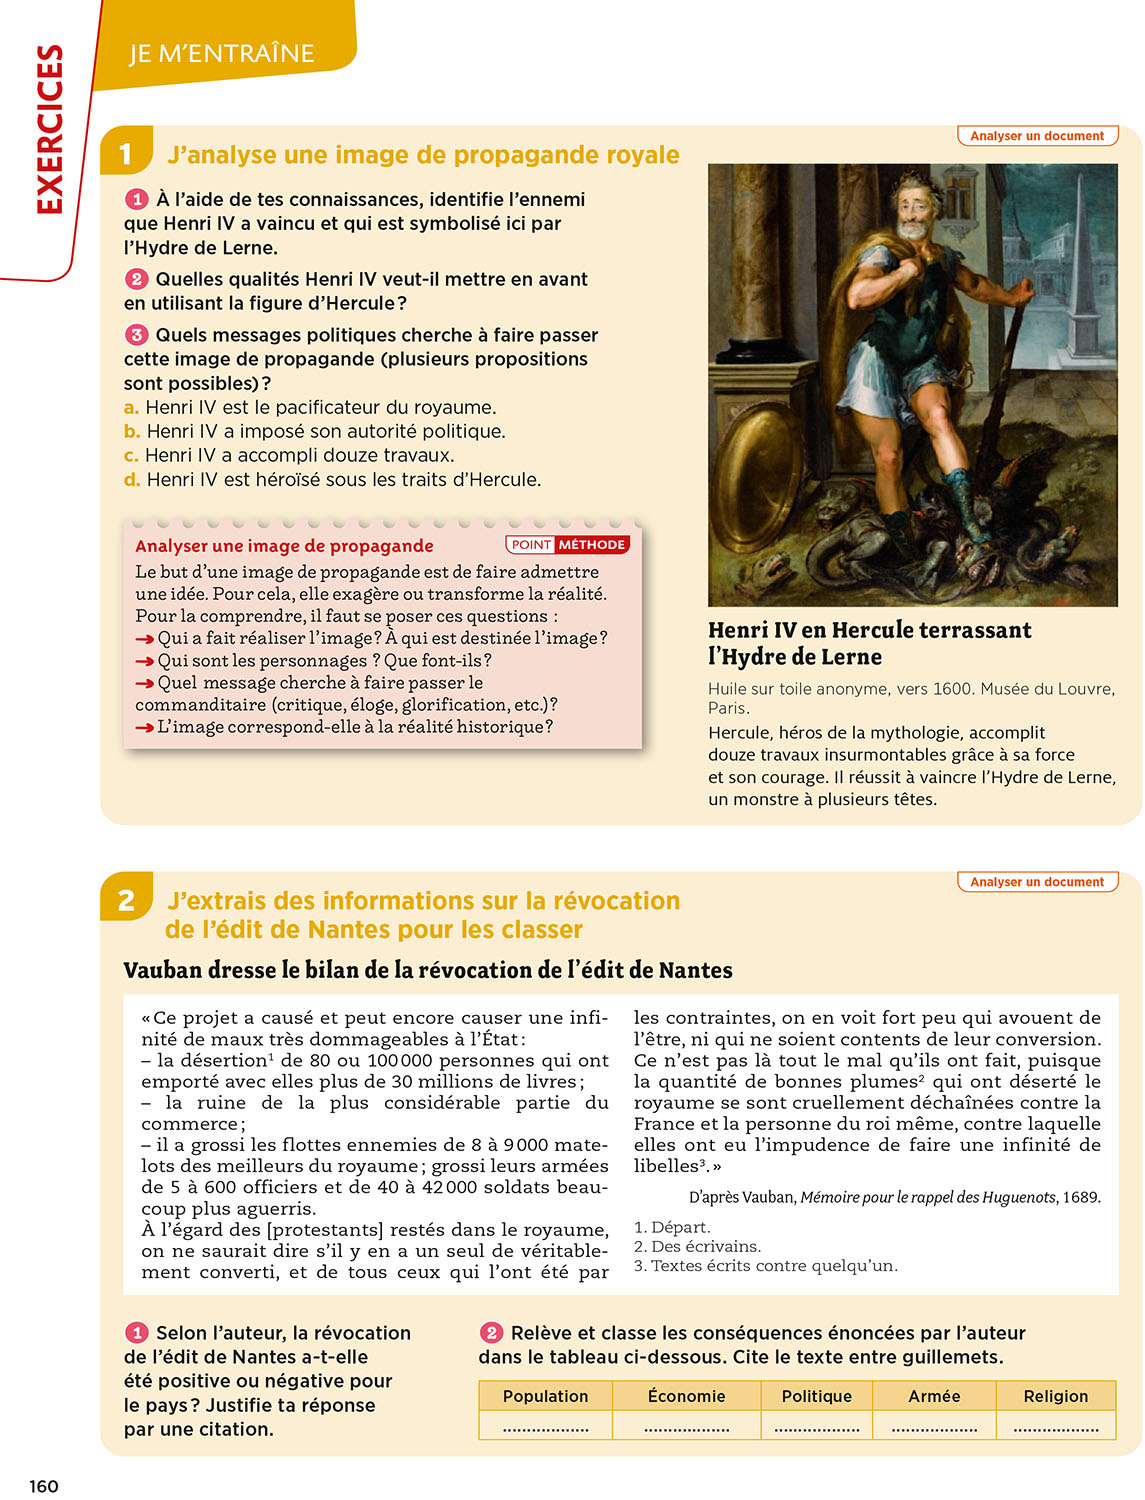 EXERCICES
JE M’ENTRAÎNE
Analyser un document
1 J’analyse une image de propagande royale
1 À l’aide de tes connaissances, identifie l’ennemi
que Henri IV a vaincu et qui est symbolisé ici par
l’Hydre de Lerne.
2 Quelles qualités Henri IV veut-il mettre en avant
en utilisant la figure d’Hercule ?
3 Quels messages politiques cherche à faire passer
cette image de propagande (plusieurs propositions
sont possibles) ?
a. Henri IV est le pacificateur du royaume.
b. Henri IV a imposé son autorité politique.
c. Henri IV a accompli douze travaux.
d. Henri IV est héroïsé sous les traits d’Hercule.
Analyser une image de propagande POINT MÉTHODE
Le but d’une image de propagande est de faire admettre
une idée. Pour cela, elle exagère ou transforme la réalité.
Pour la comprendre, il faut se poser ces questions :
→ Qui a fait réaliser l’image ? À qui est destinée l’image ?
→ Qui sont les personnages ? Que font-ils ?
→ Quel message cherche à faire passer le
commanditaire (critique, éloge, glorification, etc.) ?
→ L’image correspond-elle à la réalité historique ?
Henri IV en Hercule terrassant
l’Hydre de Lerne
Huile sur toile anonyme, vers 1600. Musée du Louvre,
Paris.
Hercule, héros de la mythologie, accomplit
douze travaux insurmontables grâce à sa force
et son courage. Il réussit à vaincre l’Hydre de Lerne,
un monstre à plusieurs têtes.
Analyser un document
2 J’extrais des informations sur la révocation
de l’édit de Nantes pour les classer
Vauban dresse le bilan de la révocation de l’édit de Nantes
« Ce projet a causé et peut encore causer une infi-
nité de maux très dommageables à l’État :
– la désertion¹ de 80 ou 100 000 personnes qui ont
emporté avec elles plus de 30 millions de livres ;
– la ruine de la plus considérable partie du
commerce ;
– il a grossi les flottes ennemies de 8 à 9 000 mate-
lots des meilleurs du royaume ; grossi leurs armées
de 5 à 600 officiers et de 40 à 42 000 soldats beau-
coup plus aguerris.
À l’égard des [protestants] restés dans le royaume,
on ne saurait dire s’il y en a un seul de véritable-
ment converti, et de tous ceux qui l’ont été par
les contraintes, on en voit fort peu qui avouent de
l’être, ni qui ne soient contents de leur conversion.
Ce n’est pas là tout le mal qu’ils ont fait, puisque
la quantité de bonnes plumes² qui ont déserté le
royaume se sont cruellement déchaînées contre la
France et la personne du roi même, contre laquelle
elles ont eu l’impudence de faire une infinité de
libelles³. »
D’après Vauban, Mémoire pour le rappel des Huguenots, 1689.
1. Départ.
2. Des écrivains.
3. Textes écrits contre quelqu’un.
1 Selon l’auteur, la révocation
de l’édit de Nantes a-t-elle
été positive ou négative pour
le pays ? Justifie ta réponse
par une citation.
2 Relève et classe les conséquences énoncées par l’auteur
dans le tableau ci-dessous. Cite le texte entre guillemets.
Population Économie Politique Armée Religion
.................. .................. .................. .................. ..................
160